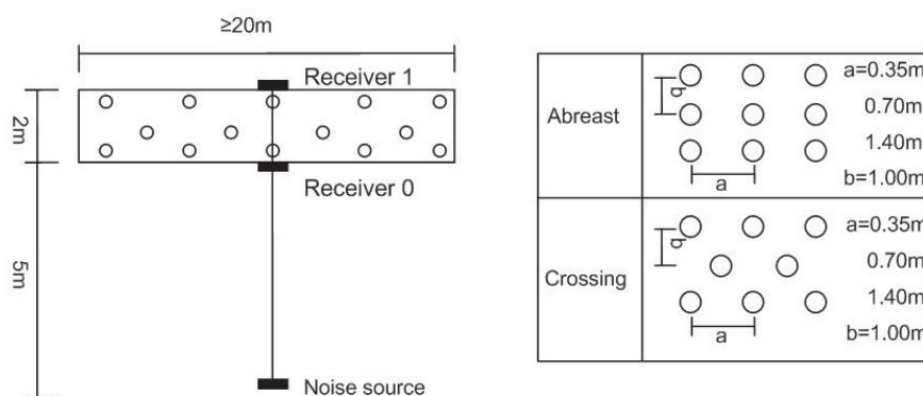 ≥20m
Receiver 1
2m
Receiver 0
5m
Noise source
Abreast
b
a
a=0.35m
0.70m
1.40m
b=1.00m
Crossing
b
a
a=0.35m
0.70m
1.40m
b=1.00m